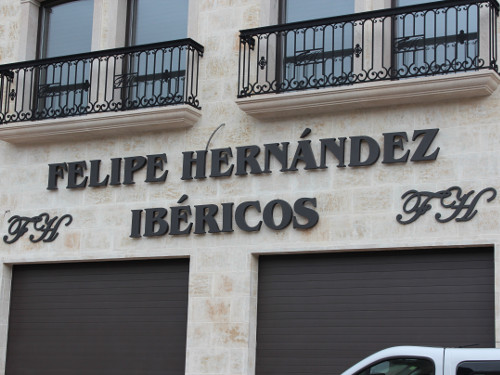 FELIPE HERNÁNDEZ
FH IBÉRICOS FH